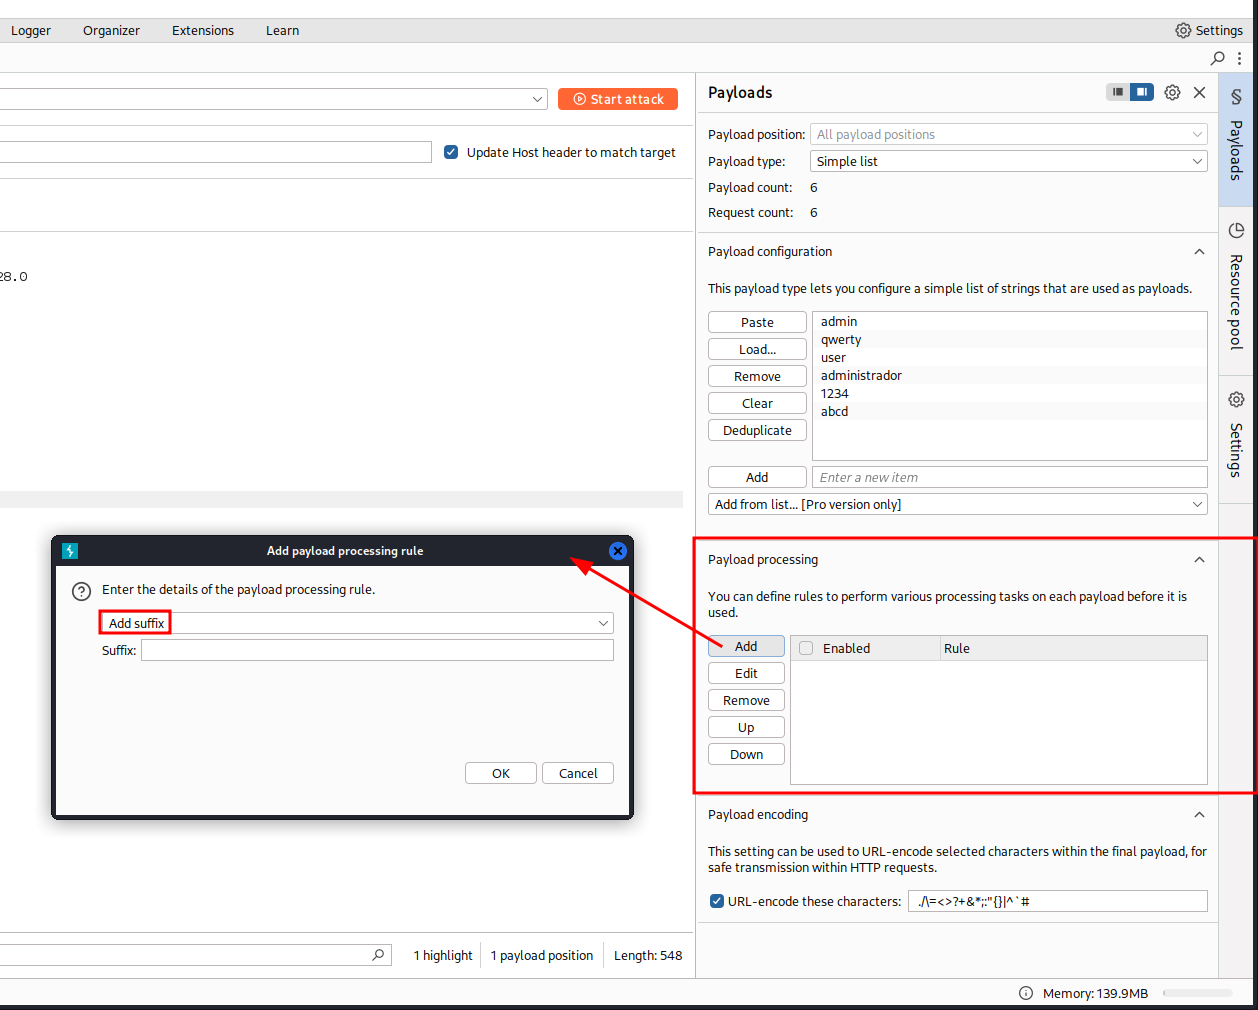 Logger Organizer Extensions Learn Settings
Start attack
Update Host header to match target
28.0
Payloads
Payload position: All payload positions
Payload type: Simple list
Payload count: 6
Request count: 6
Payload configuration
This payload type lets you configure a simple list of strings that are used as payloads.
Paste
Load...
Remove
Clear
Deduplicate
admin
qwerty
user
administrador
1234
abcd
Add Enter a new item
Add from list... [Pro version only]
Payload processing
You can define rules to perform various processing tasks on each payload before it is
used.
Add
Edit
Remove
Up
Down
Enabled Rule
Payload encoding
This setting can be used to URL-encode selected characters within the final payload, for
safe transmission within HTTP requests.
URL-encode these characters: ./\=<>?+&*;:"{}|^`#
§ Payloads
Resource pool
Settings
Add payload processing rule
Enter the details of the payload processing rule.
Add suffix
Suffix:
OK Cancel
1 highlight 1 payload position Length: 548
Memory: 139.9MB